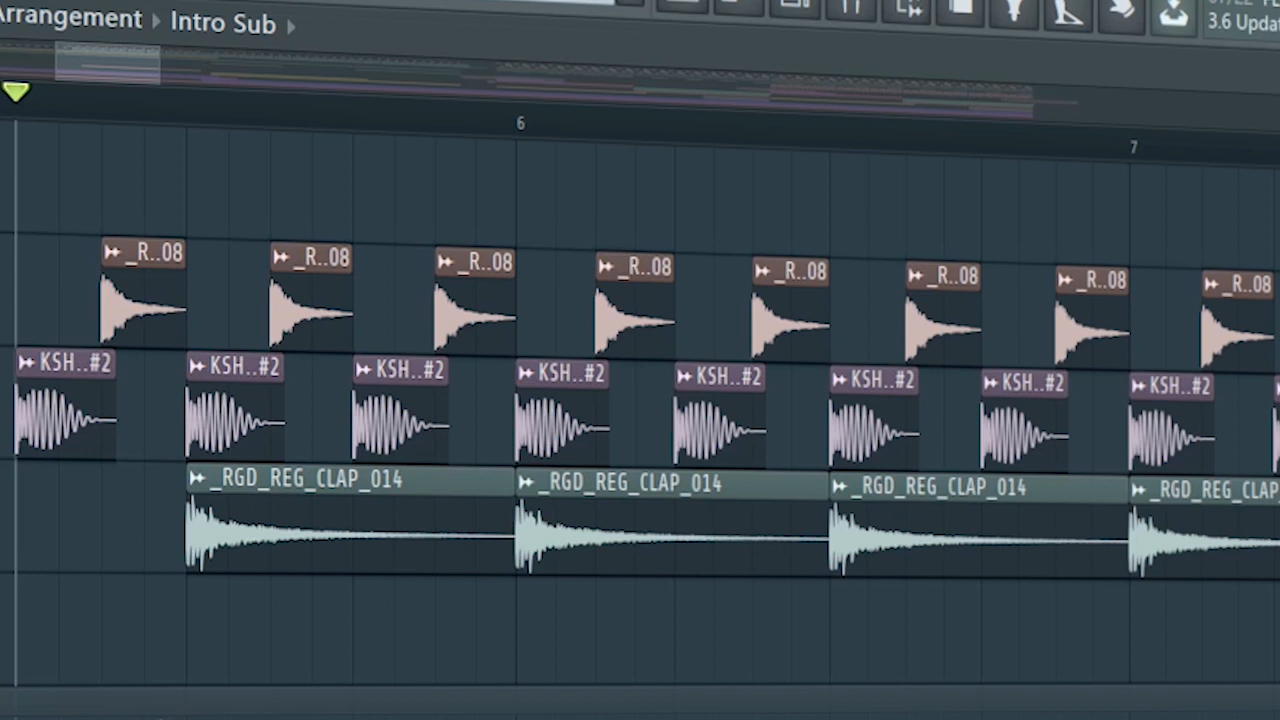 Arrangement Intro Sub
3.6 Updat
6
7
_R..08 _R..08 _R..08 _R..08 _R..08 _R..08 _R..08 _R..08
KSH..#2 KSH..#2 KSH..#2 KSH..#2 KSH..#2 KSH..#2 KSH..#2 KSH..#2
_RGD_REG_CLAP_014 _RGD_REG_CLAP_014 _RGD_REG_CLAP_014 _RGD_REG_CLAP